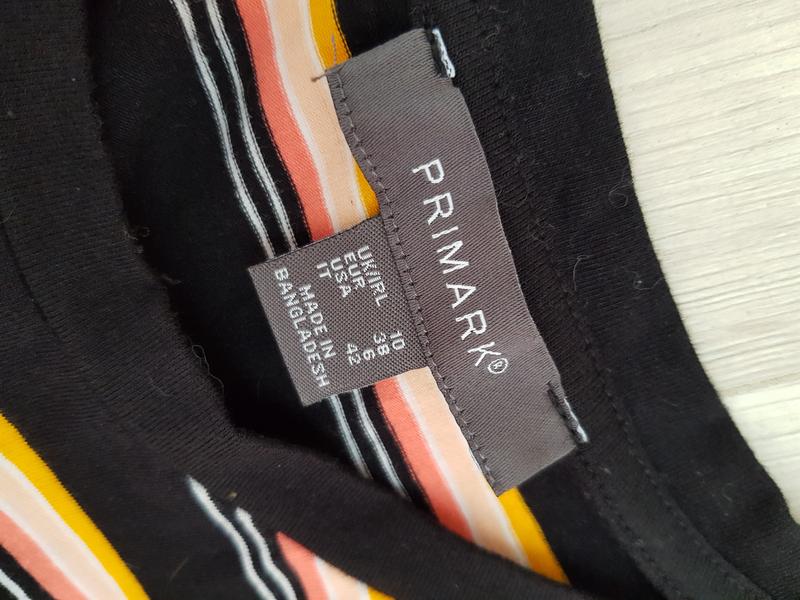 PRIMARK®
UK/IRL 10
EUR 38
USA 6
IT 42
MADE IN
BANGLADESH